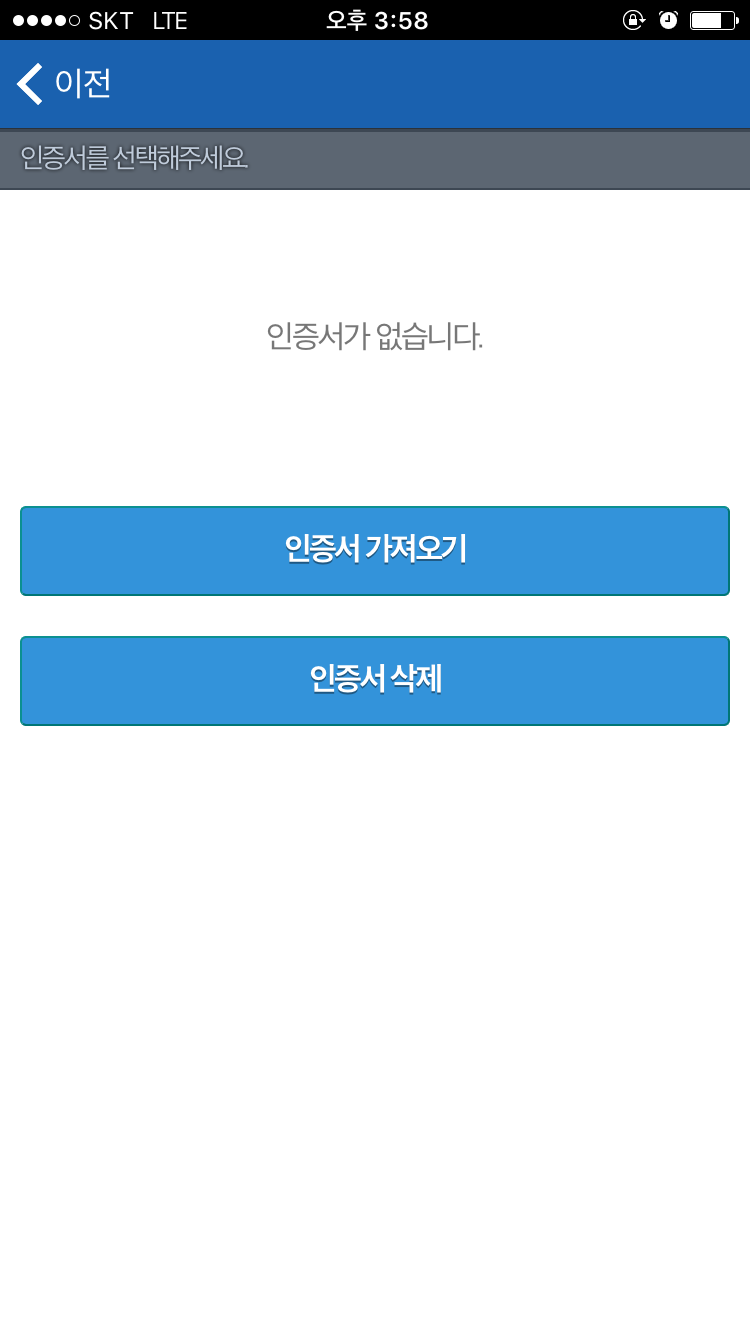 SKT LTE 오후 3:58
이전
인증서를 선택해주세요.
인증서가 없습니다.
인증서 가져오기
인증서 삭제